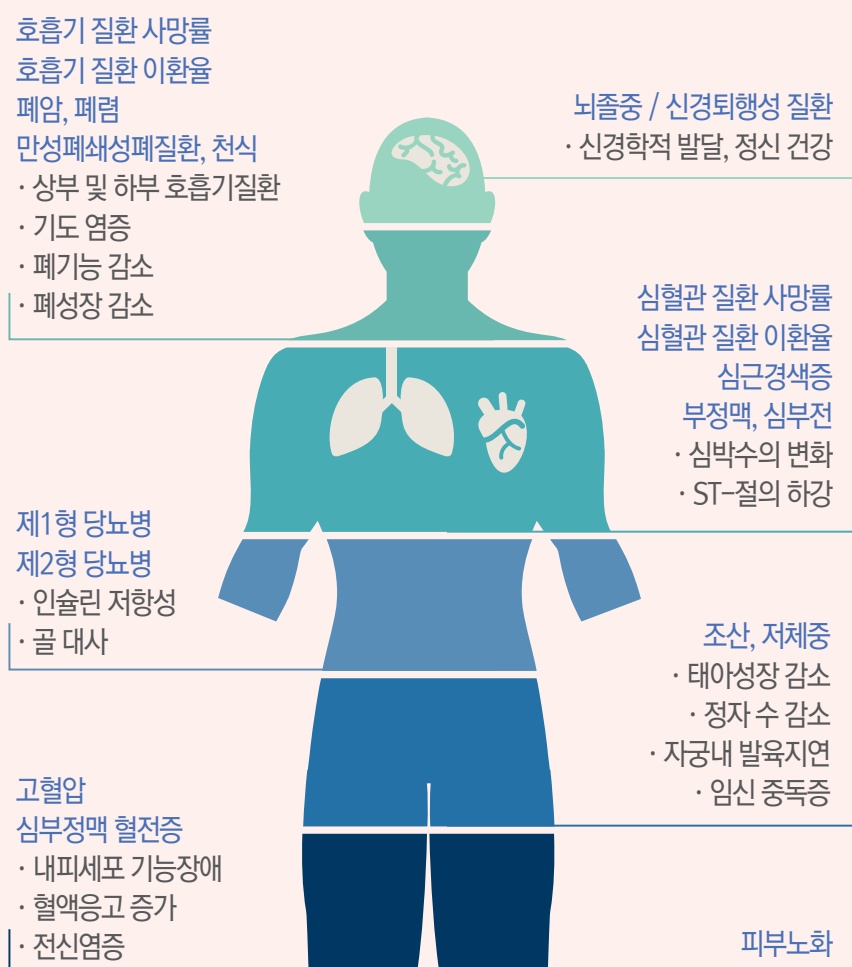 호흡기 질환 사망률
호흡기 질환 이환율
폐암, 폐렴
만성폐쇄성폐질환, 천식
· 상부 및 하부 호흡기질환
· 기도 염증
· 폐기능 감소
· 폐성장 감소
뇌졸중 / 신경퇴행성 질환
· 신경학적 발달, 정신 건강
심혈관 질환 사망률
심혈관 질환 이환율
심근경색증
부정맥, 심부전
· 심박수의 변화
· ST-절의 하강
제1형 당뇨병
제2형 당뇨병
· 인슐린 저항성
· 골 대사
조산, 저체중
· 태아성장 감소
· 정자 수 감소
· 자궁내 발육지연
· 임신 중독증
고혈압
심부정맥 혈전증
· 내피세포 기능장애
· 혈액응고 증가
· 전신염증
피부노화